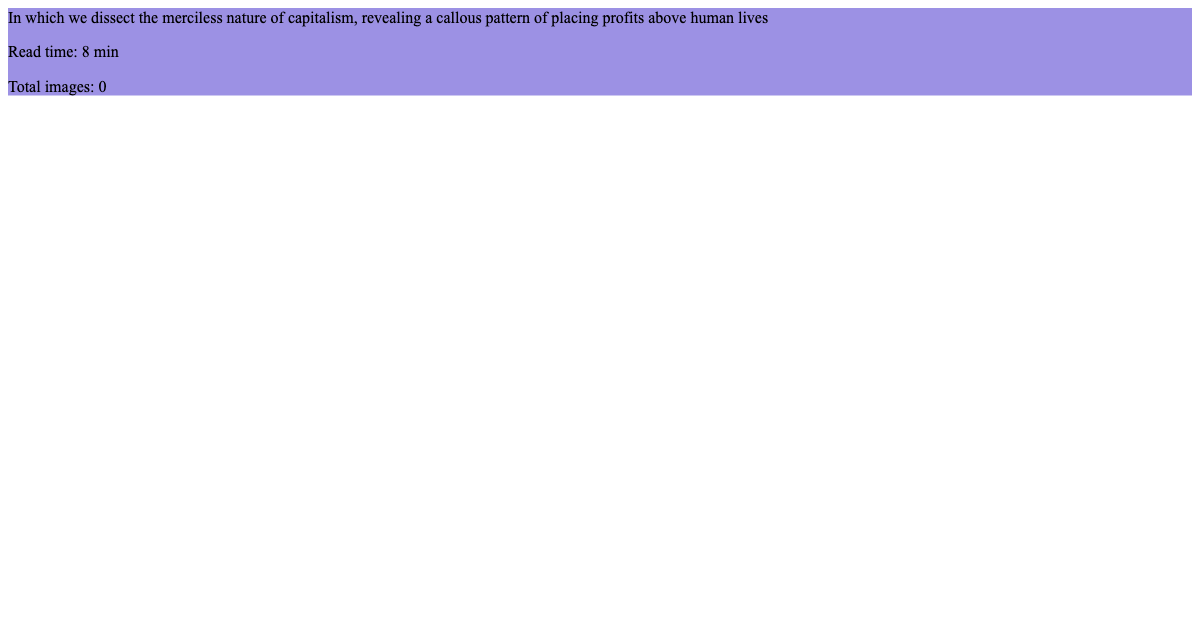 In which we dissect the merciless nature of capitalism, revealing a callous pattern of placing profits above human lives
Read time: 8 min
Total images: 0